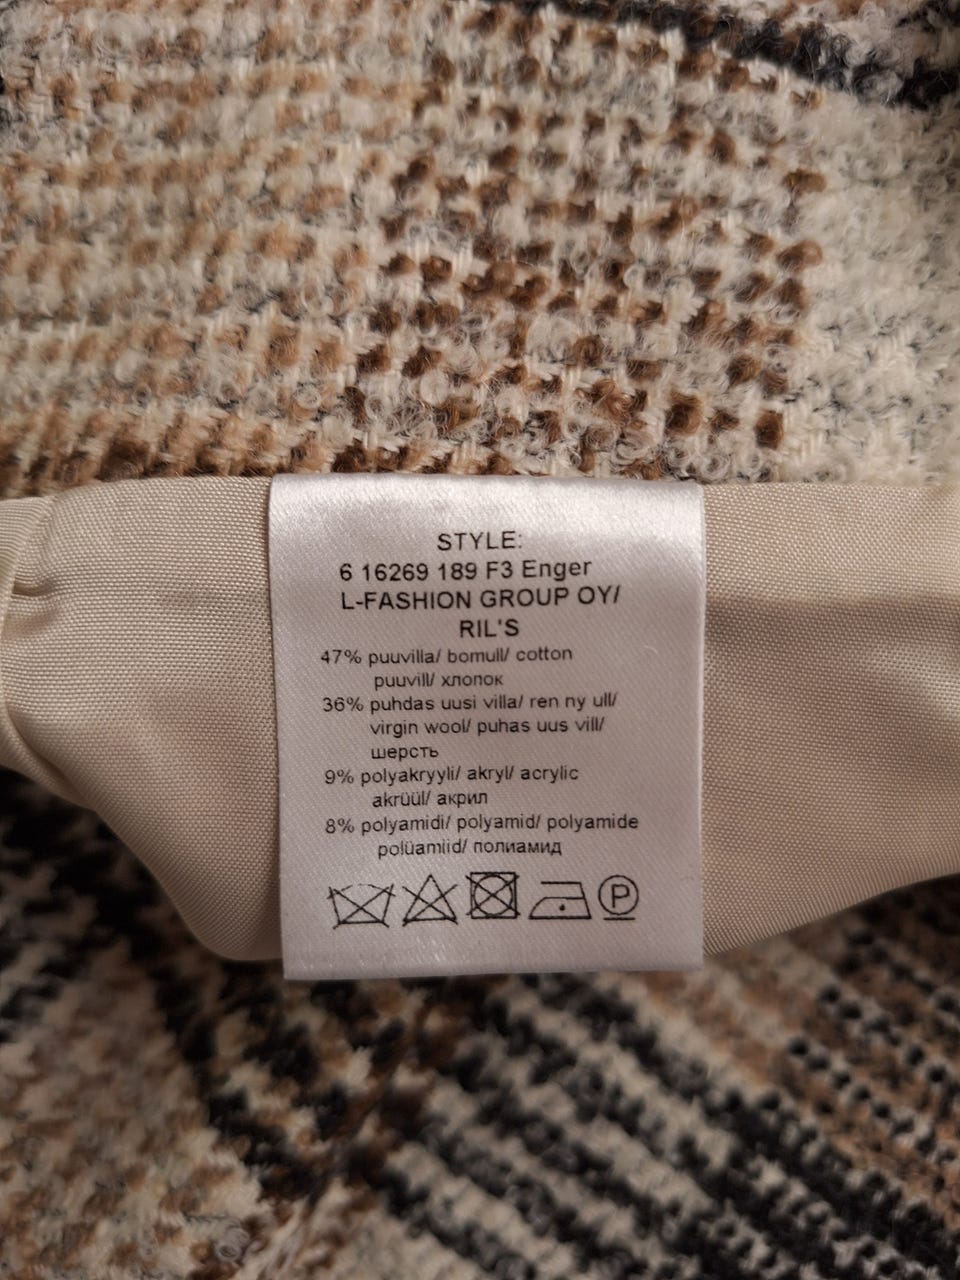 STYLE:
6 16269 189 F3 Enger
L-FASHION GROUP OY/
RIL'S
47% puuvilla/ bomull/ cotton
puuvill/ хлопок
36% puhdas uusi villa/ ren ny ull/
virgin wool/ puhas uus vill/
шерсть
9% polyakryyli/ akryl/ acrylic
akrüül/ акрил
8% polyamidi/ polyamid/ polyamide
polüamiid/ полиамид
P